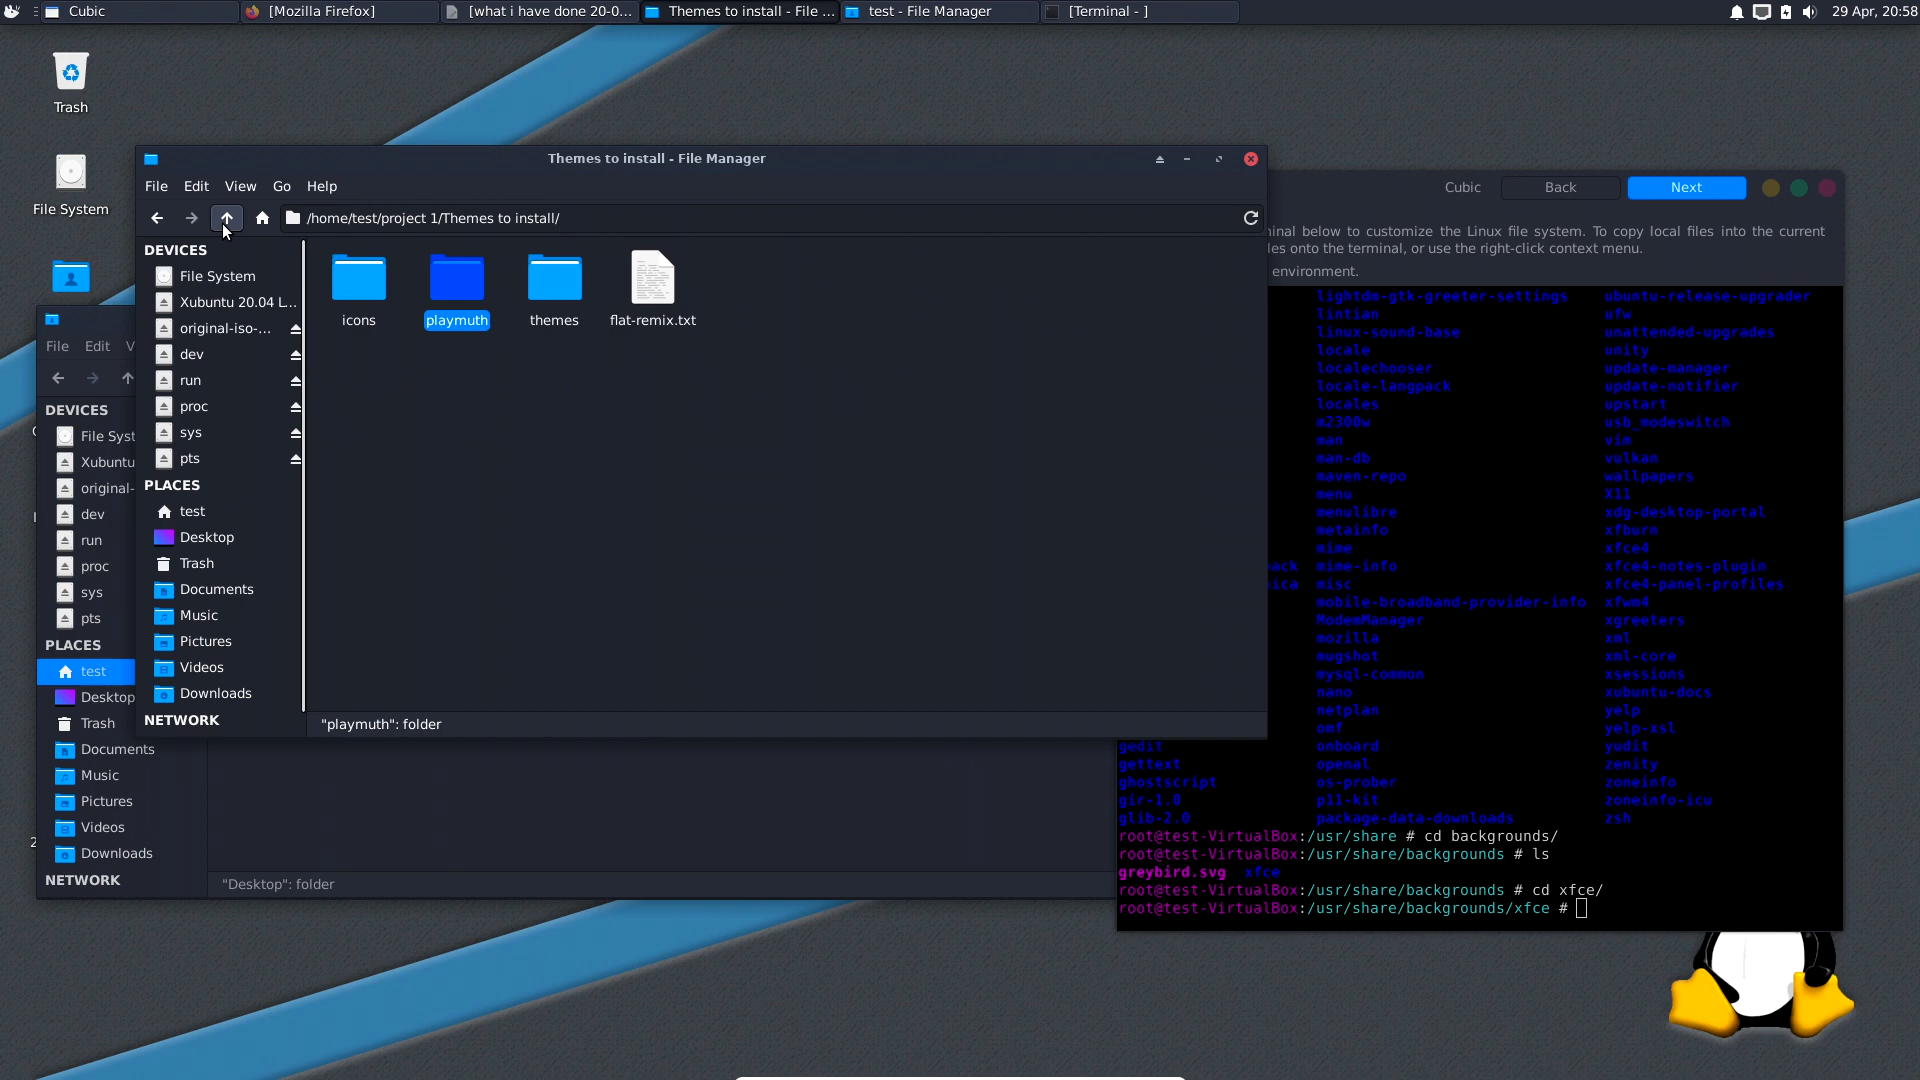 Cubic
[Mozilla Firefox]
[what i have done 20-0...
Themes to install - File ...
test - File Manager
[Terminal - ]
29 Apr, 20:58
Trash
File System
Themes to install - File Manager
File Edit View Go Help
/home/test/project 1/Themes to install/
DEVICES
File System
Xubuntu 20.04 L...
original-iso-...
dev
run
proc
sys
pts
PLACES
test
Desktop
Trash
Documents
Music
Pictures
Videos
Downloads
NETWORK
icons
playmuth
themes
flat-remix.txt
"playmuth": folder
File Edit V
DEVICES
File Syst
Xubuntu
original-
dev
run
proc
sys
pts
PLACES
test
Desktop
Trash
Documents
Music
Pictures
Videos
Downloads
NETWORK
"Desktop": folder
Cubic
Back
Next
inal below to customize the Linux file system. To copy local files into the current
les onto the terminal, or use the right-click context menu.
environment.
lightdm-gtk-greeter-settings ubuntu-release-upgrader
lintian ufw
linux-sound-base unattended-upgrades
locale unity
localechooser update-manager
locale-langpack update-notifier
locales upstart
m2300w usb_modeswitch
man vim
man-db vulkan
maven-repo wallpapers
menu X11
menulibre xdg-desktop-portal
metainfo xfburn
mime xfce4
ack mime-info xfce4-notes-plugin
ica misc xfce4-panel-profiles
mobile-broadband-provider-info xfwm4
ModemManager xgreeters
mozilla xml
mugshot xml-core
mysql-common xsessions
nano xubuntu-docs
netplan yelp
omf yelp-xsl
gedit onboard yudit
gettext openal zenity
ghostscript os-prober zoneinfo
gir-1.0 p11-kit zoneinfo-icu
glib-2.0 package-data-downloads zsh
root@test-VirtualBox:/usr/share # cd backgrounds/
root@test-VirtualBox:/usr/share/backgrounds # ls
greybird.svg xfce
root@test-VirtualBox:/usr/share/backgrounds # cd xfce/
root@test-VirtualBox:/usr/share/backgrounds/xfce #